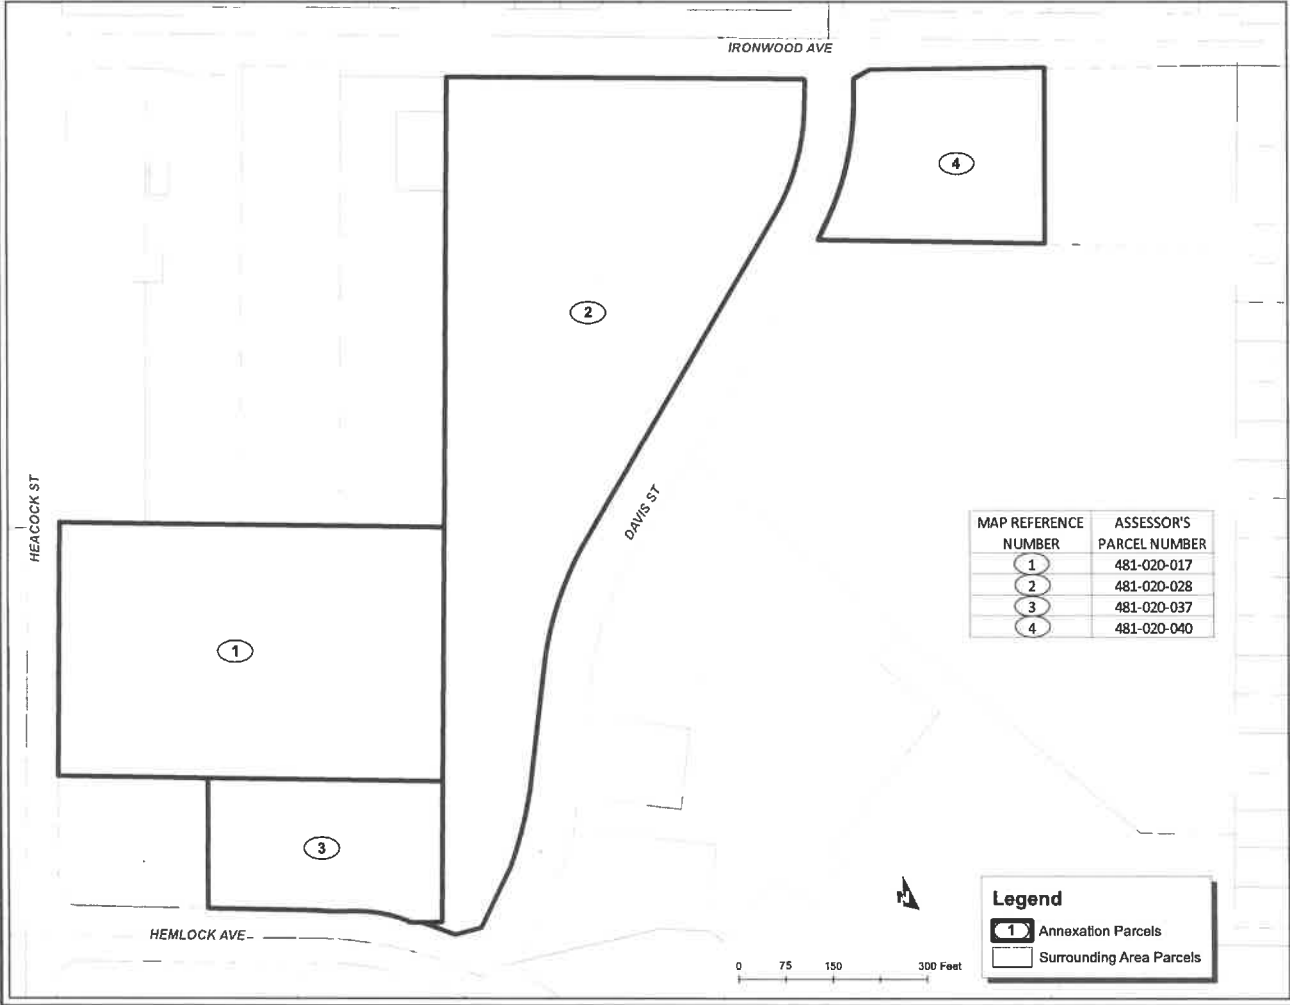 IRONWOOD AVE
4
2
HEACOCK ST
DAVIS ST
MAP REFERENCE NUMBER
ASSESSOR'S PARCEL NUMBER
1 481-020-017
2 481-020-028
3 481-020-037
4 481-020-040
1
3
HEMLOCK AVE
N
0 75 150 300 Feet
Legend
1 Annexation Parcels
Surrounding Area Parcels